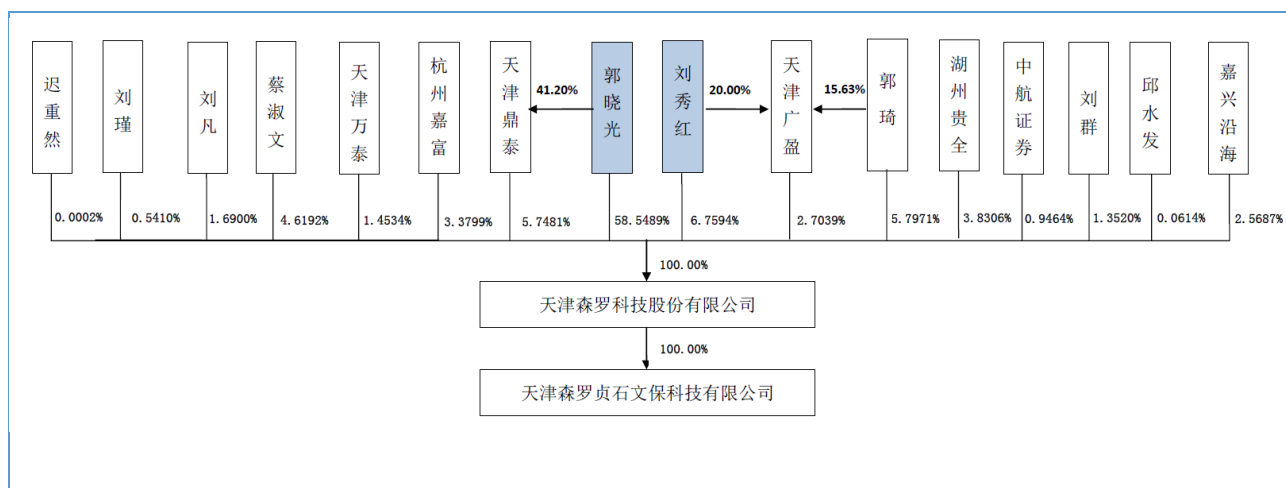 迟重然
刘瑾
刘凡
蔡淑文
天津万泰
杭州嘉富
天津鼎泰
41.20%
郭晓光
刘秀红
20.00%
天津广盈
15.63%
郭琦
湖州贵全
中航证券
刘群
邱水发
嘉兴沿海
0.0002%
0.5410%
1.6900%
4.6192%
1.4534%
3.3799%
5.7481%
58.5489%
6.7594%
2.7039%
5.7971%
3.8306%
0.9464%
1.3520%
0.0614%
2.5687%
100.00%
天津森罗科技股份有限公司
100.00%
天津森罗贞石文保科技有限公司